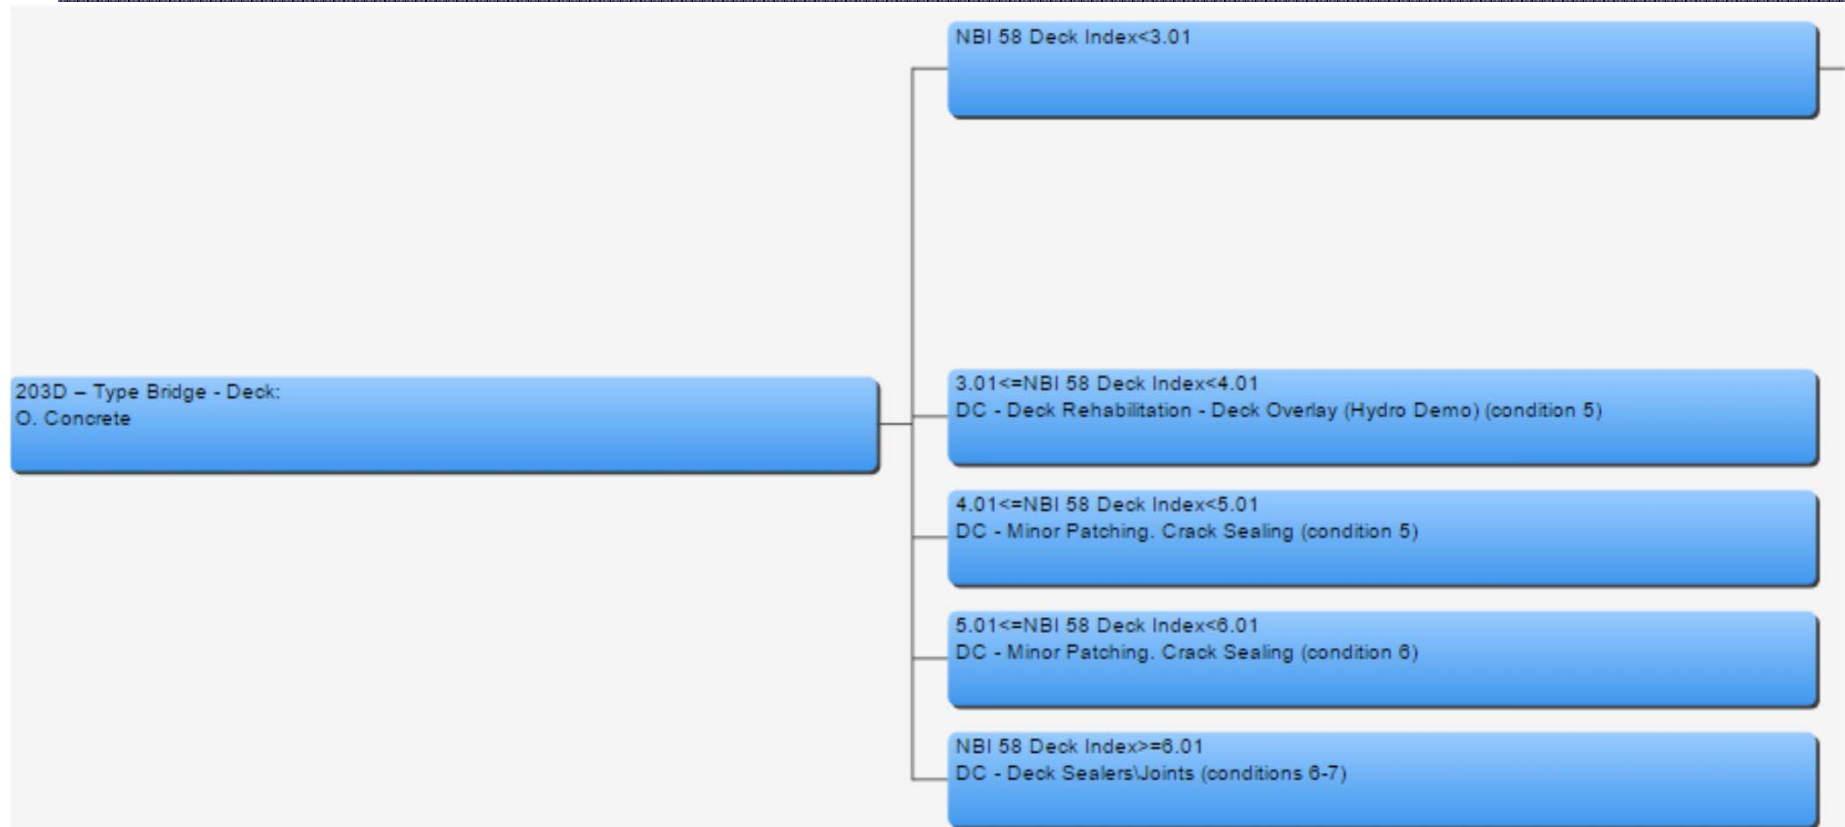 NBI 58 Deck Index<3.01
203D – Type Bridge - Deck:
O. Concrete
3.01<=NBI 58 Deck Index<4.01
DC - Deck Rehabilitation - Deck Overlay (Hydro Demo) (condition 5)
4.01<=NBI 58 Deck Index<5.01
DC - Minor Patching. Crack Sealing (condition 5)
5.01<=NBI 58 Deck Index<6.01
DC - Minor Patching. Crack Sealing (condition 6)
NBI 58 Deck Index>=6.01
DC - Deck Sealers\Joints (conditions 6-7)